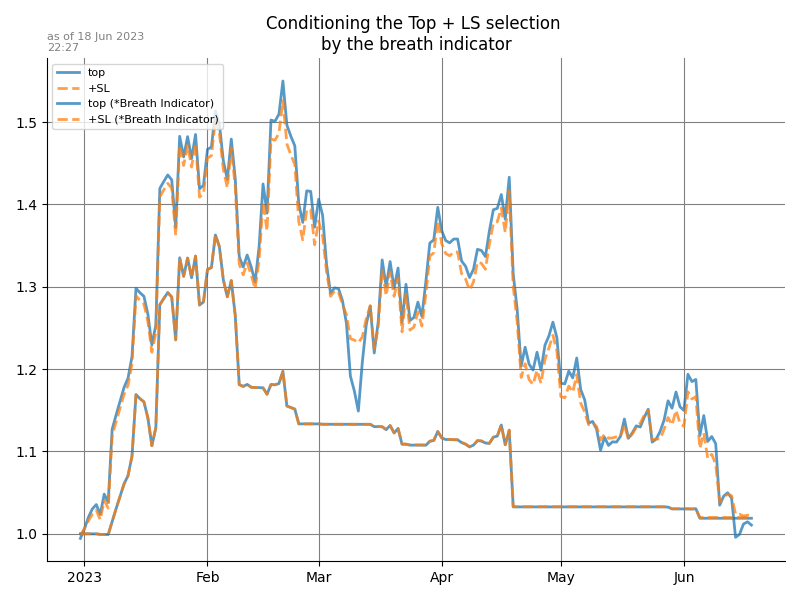 Conditioning the Top + LS selection
by the breath indicator
as of 18 Jun 2023
22:27
top
+SL
top (*Breath Indicator)
+SL (*Breath Indicator)
1.5
1.4
1.3
1.2
1.1
1.0
2023 Feb Mar Apr May Jun